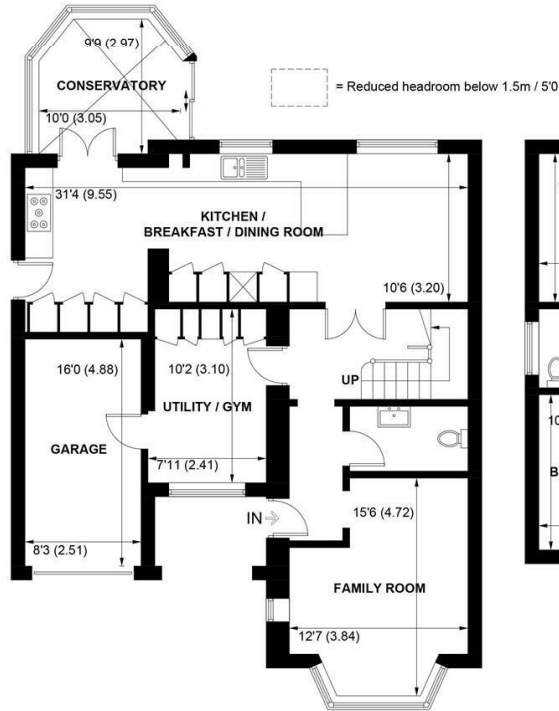 9'9 (2.97)
CONSERVATORY
10'0 (3.05)
= Reduced headroom below 1.5m / 5'0
31'4 (9.55)
KITCHEN /
BREAKFAST / DINING ROOM
10'6 (3.20)
16'0 (4.88)
10'2 (3.10)
UP
UTILITY / GYM
GARAGE
7'11 (2.41)
IN
15'6 (4.72)
8'3 (2.51)
FAMILY ROOM
12'7 (3.84)
10
B